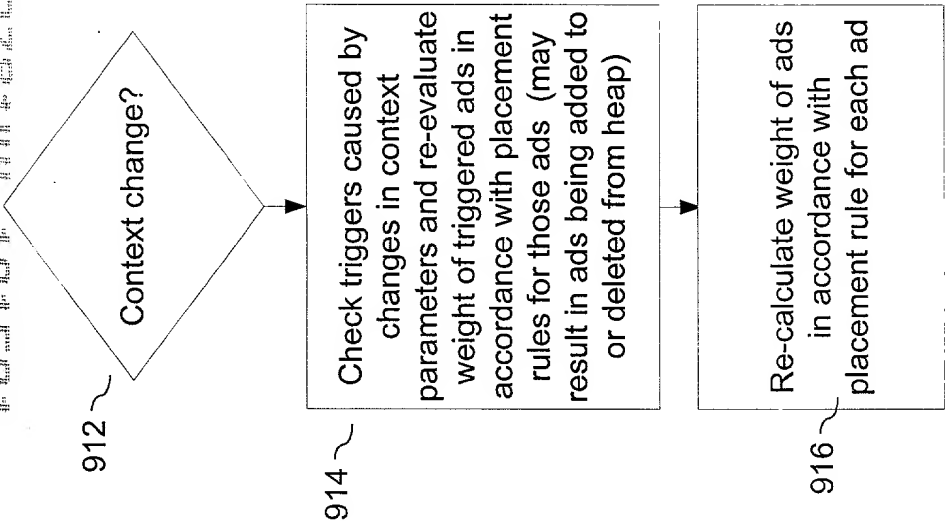 Context change?
912
Check triggers caused by
changes in context
parameters and re-evaluate
weight of triggered ads in
accordance with placement
rules for those ads (may
result in ads being added to
or deleted from heap)
914
Re-calculate weight of ads
in accordance with
placement rule for each ad
916